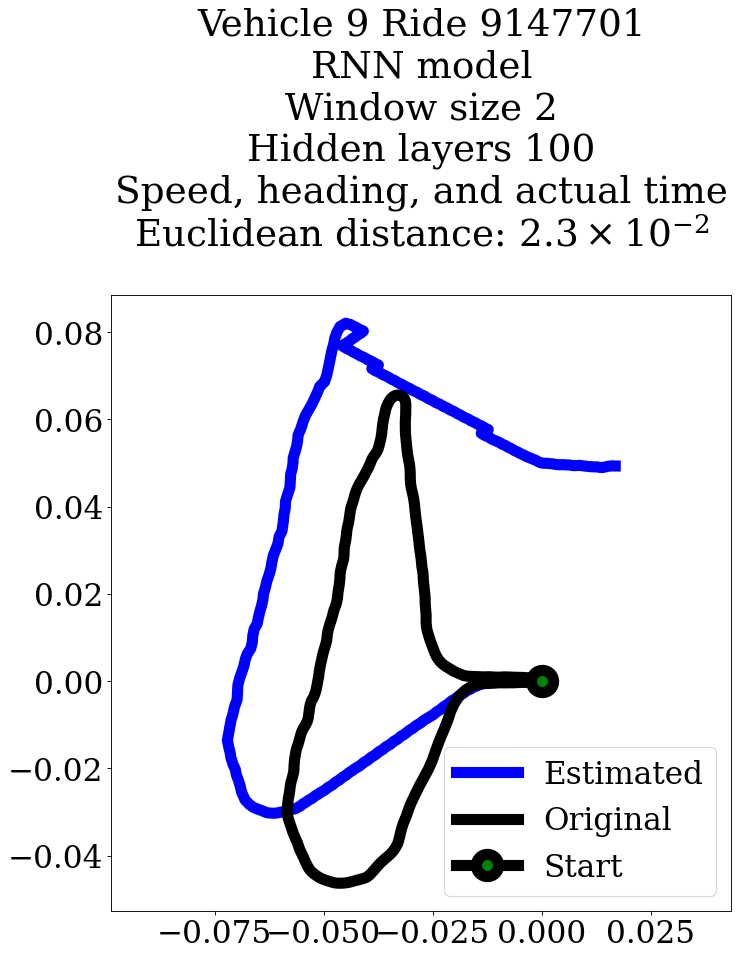 Vehicle 9 Ride 9147701
RNN model
Window size 2
Hidden layers 100
Speed, heading, and actual time
Euclidean distance: 2.3 × 10⁻²
0.08
0.06
0.04
0.02
0.00
−0.02
−0.04
Estimated
Original
Start
−0.075 −0.050 −0.025 0.000 0.025